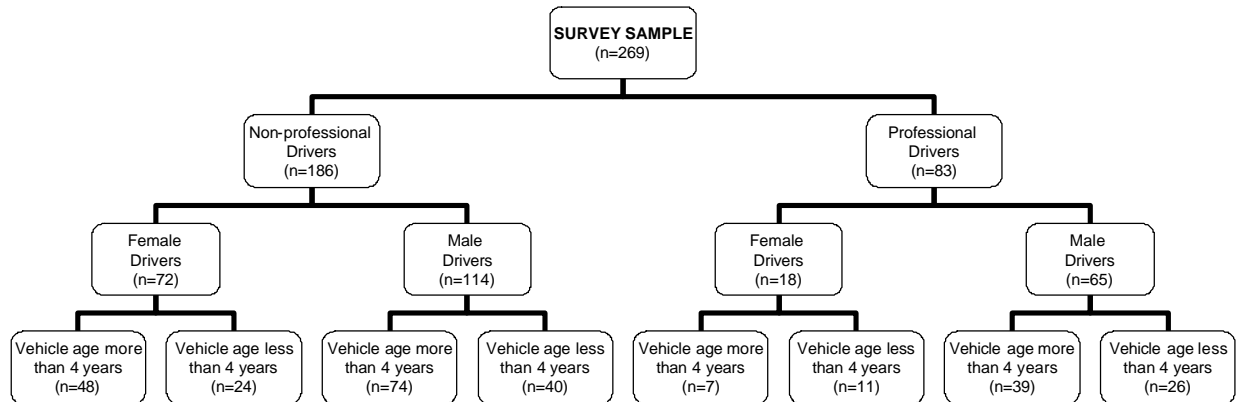 SURVEY SAMPLE
(n=269)
Non-professional
Drivers
(n=186)
Professional
Drivers
(n=83)
Female
Drivers
(n=72)
Male
Drivers
(n=114)
Female
Drivers
(n=18)
Male
Drivers
(n=65)
Vehicle age more
than 4 years
(n=48)
Vehicle age less
than 4 years
(n=24)
Vehicle age more
than 4 years
(n=74)
Vehicle age less
than 4 years
(n=40)
Vehicle age more
than 4 years
(n=7)
Vehicle age less
than 4 years
(n=11)
Vehicle age more
than 4 years
(n=39)
Vehicle age less
than 4 years
(n=26)